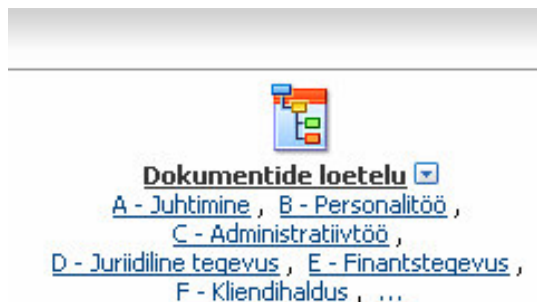 Dokumentide loetelu
A - Juhtimine , B - Personalitöö ,
C - Administratiivtöö ,
D - Juriidiline tegevus , E - Finantstegevus ,
F - Kliendihaldus , ...